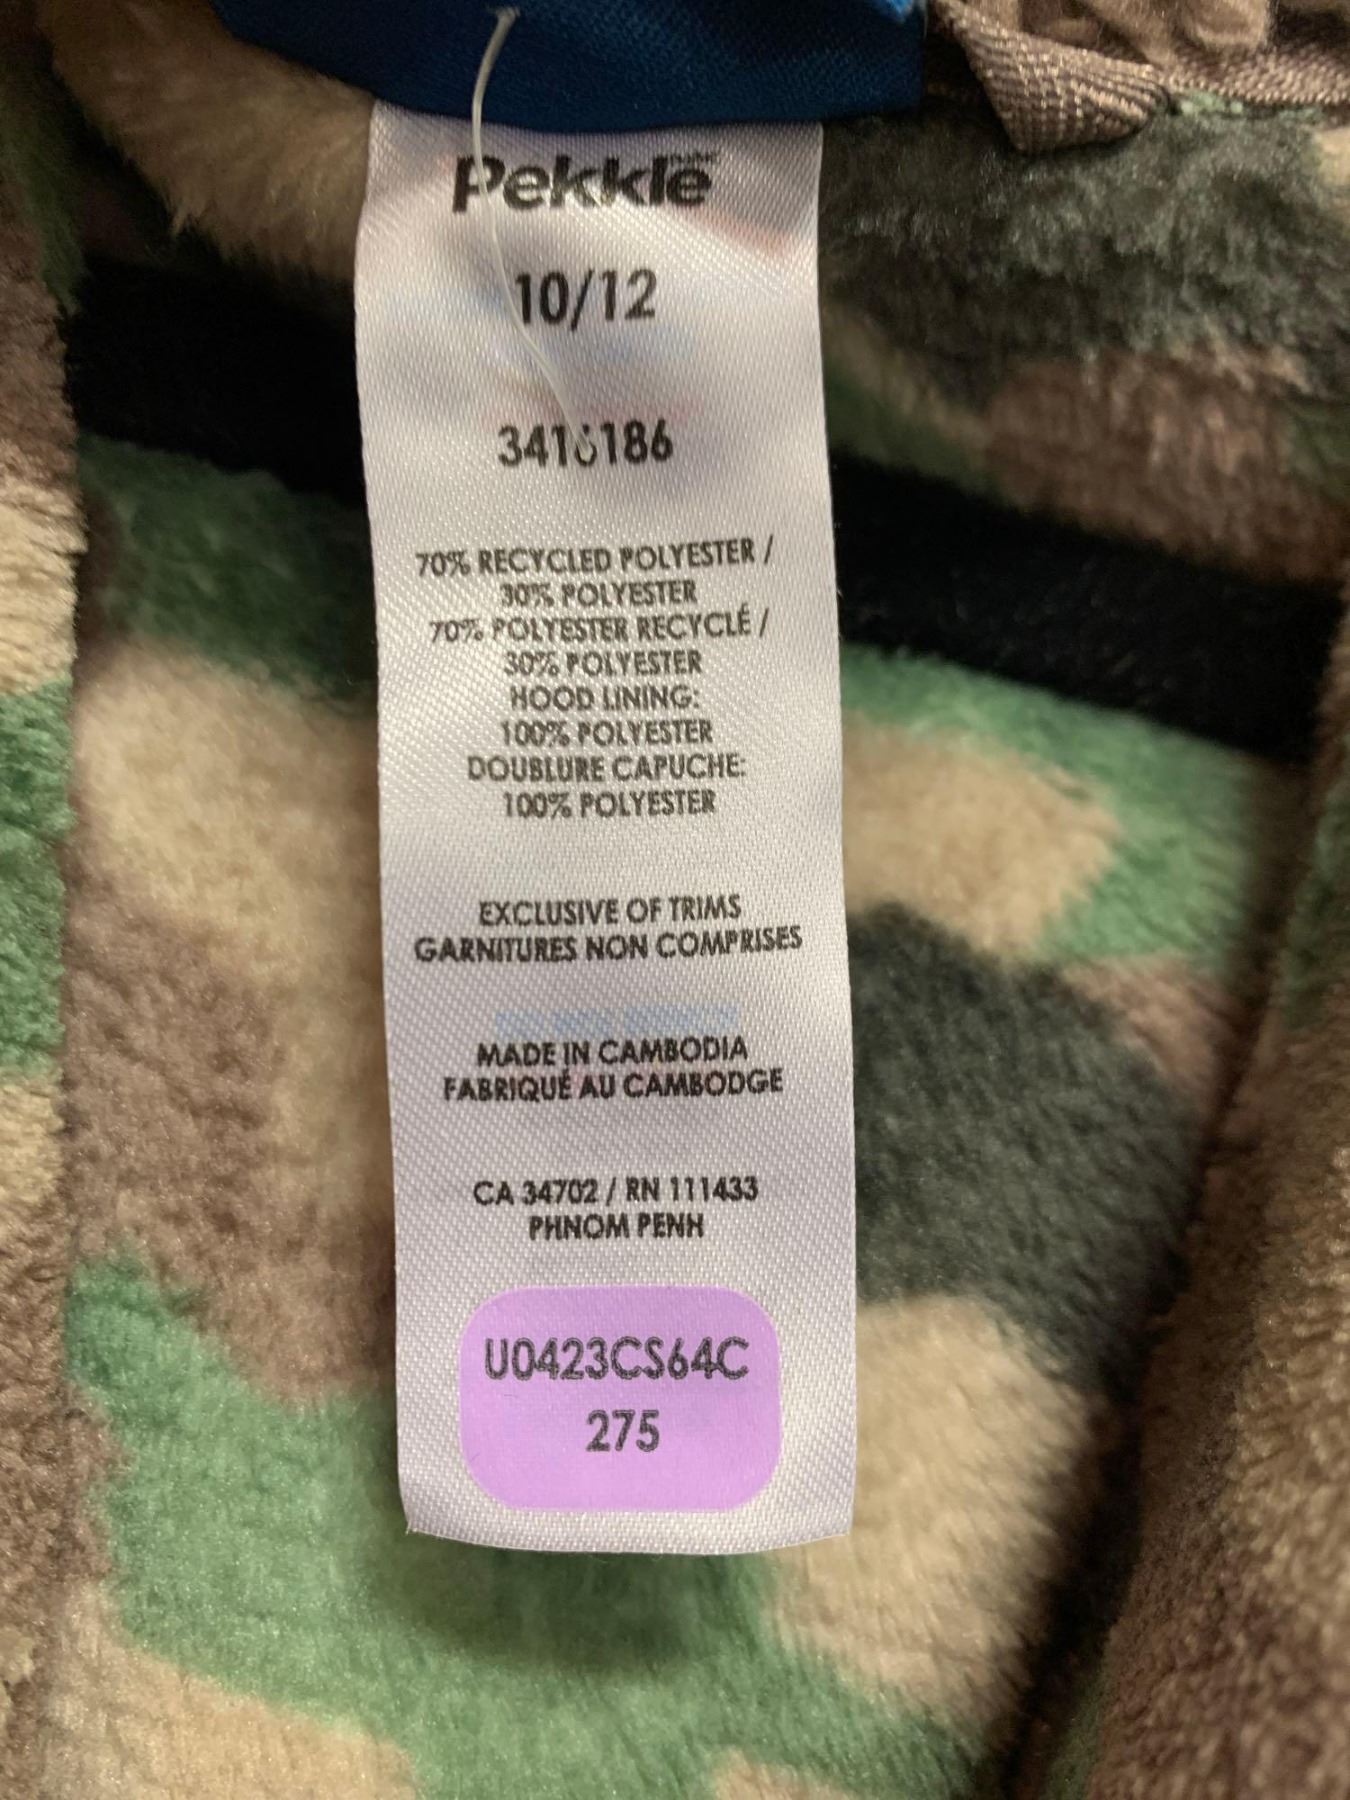 Pekkle
10/12
3416186
70% RECYCLED POLYESTER /
30% POLYESTER
70% POLYESTER RECYCLÉ /
30% POLYESTER
HOOD LINING:
100% POLYESTER
DOUBLURE CAPUCHE:
100% POLYESTER
EXCLUSIVE OF TRIMS
GARNITURES NON COMPRISES
MADE IN CAMBODIA
FABRIQUÉ AU CAMBODGE
CA 34702 / RN 111433
PHNOM PENH
U0423CS64C
275